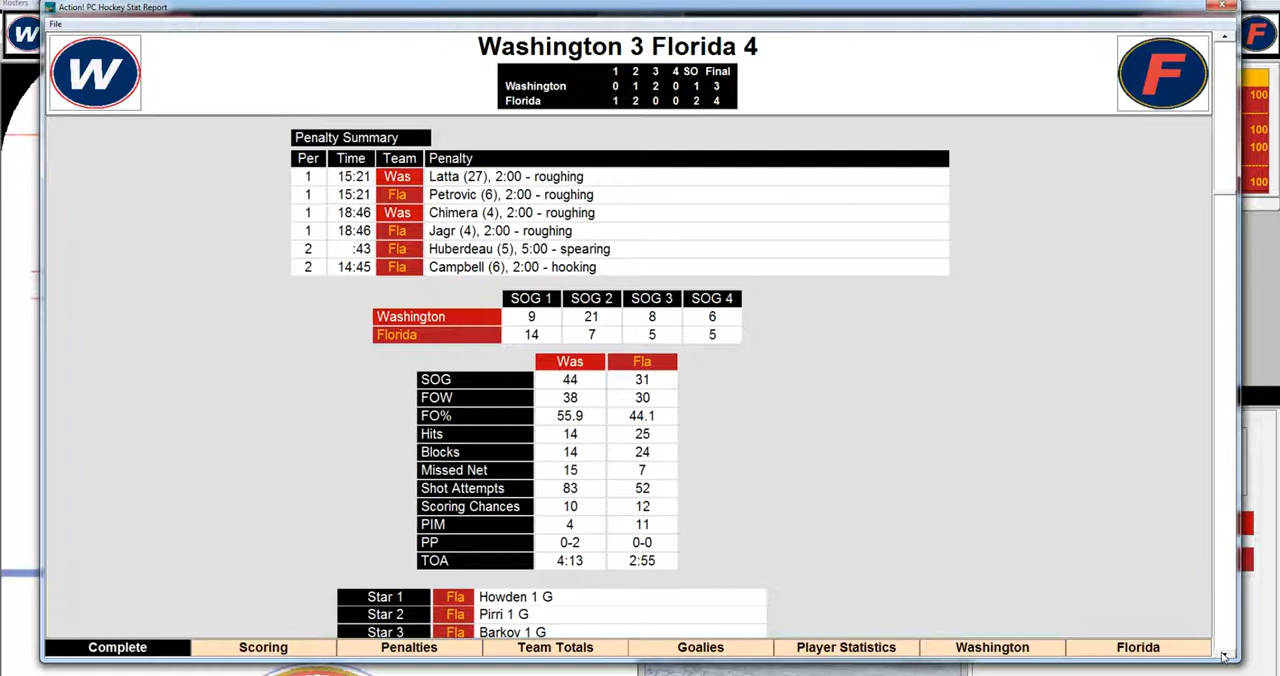 Rosters
Action! PC Hockey Stat Report
File
W
Washington 3 Florida 4
F
1 2 3 4 SO Final
Washington 0 1 2 0 1 3
Florida 1 2 0 0 2 4
W
F
100
100
100
100
Penalty Summary
Per Time Team Penalty
1 15:21 Was Latta (27), 2:00 - roughing
1 15:21 Fla Petrovic (6), 2:00 - roughing
1 18:46 Was Chimera (4), 2:00 - roughing
1 18:46 Fla Jagr (4), 2:00 - roughing
2 :43 Fla Huberdeau (5), 5:00 - spearing
2 14:45 Fla Campbell (6), 2:00 - hooking
SOG 1 SOG 2 SOG 3 SOG 4
Washington 9 21 8 6
Florida 14 7 5 5
Was Fla
SOG 44 31
FOW 38 30
FO% 55.9 44.1
Hits 14 25
Blocks 14 24
Missed Net 15 7
Shot Attempts 83 52
Scoring Chances 10 12
PIM 4 11
PP 0-2 0-0
TOA 4:13 2:55
Star 1 Fla Howden 1 G
Star 2 Fla Pirri 1 G
Star 3 Fla Barkov 1 G
Complete Scoring Penalties Team Totals Goalies Player Statistics Washington Florida